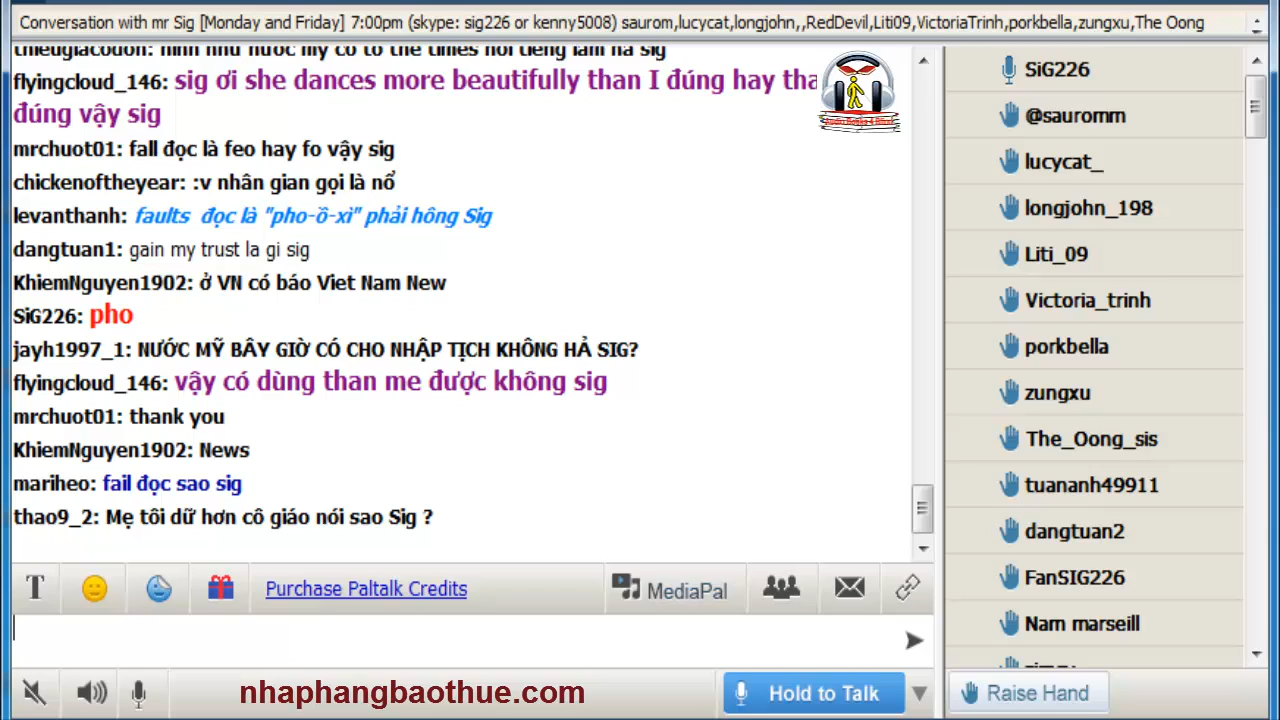 Conversation with mr Sig [Monday and Friday] 7:00pm (skype: sig226 or kenny5008) saurom,lucycat,longjohn,,RedDevil,Liti09,VictoriaTrinh,porkbella,zungxu,The Oong
flyingcloud_146: sig ơi she dances more beautifully than I đúng hay tha
đúng vậy sig
mrchuot01: fall đọc là feo hay fo vậy sig
chickenoftheyear: :v nhân gian gọi là nổ
levanthanh: faults đọc là "pho-ồ-xì" phải hông Sig
dangtuan1: gain my trust la gi sig
KhiemNguyen1902: ở VN có báo Viet Nam New
SiG226: pho
jayh1997_1: NƯỚC MỸ BÂY GIỜ CÓ CHO NHẬP TỊCH KHÔNG HẢ SIG?
flyingcloud_146: vậy có dùng than me được không sig
mrchuot01: thank you
KhiemNguyen1902: News
mariheo: fail đọc sao sig
thao9_2: Mẹ tôi dữ hơn cô giáo nói sao Sig ?
T
Purchase Paltalk Credits
MediaPal
nhaphangbaothue.com
Hold to Talk
SiG226
@sauromm
lucycat_
longjohn_198
Liti_09
Victoria_trinh
porkbella
zungxu
The_Oong_sis
tuananh49911
dangtuan2
FanSIG226
Nam marseill
Raise Hand